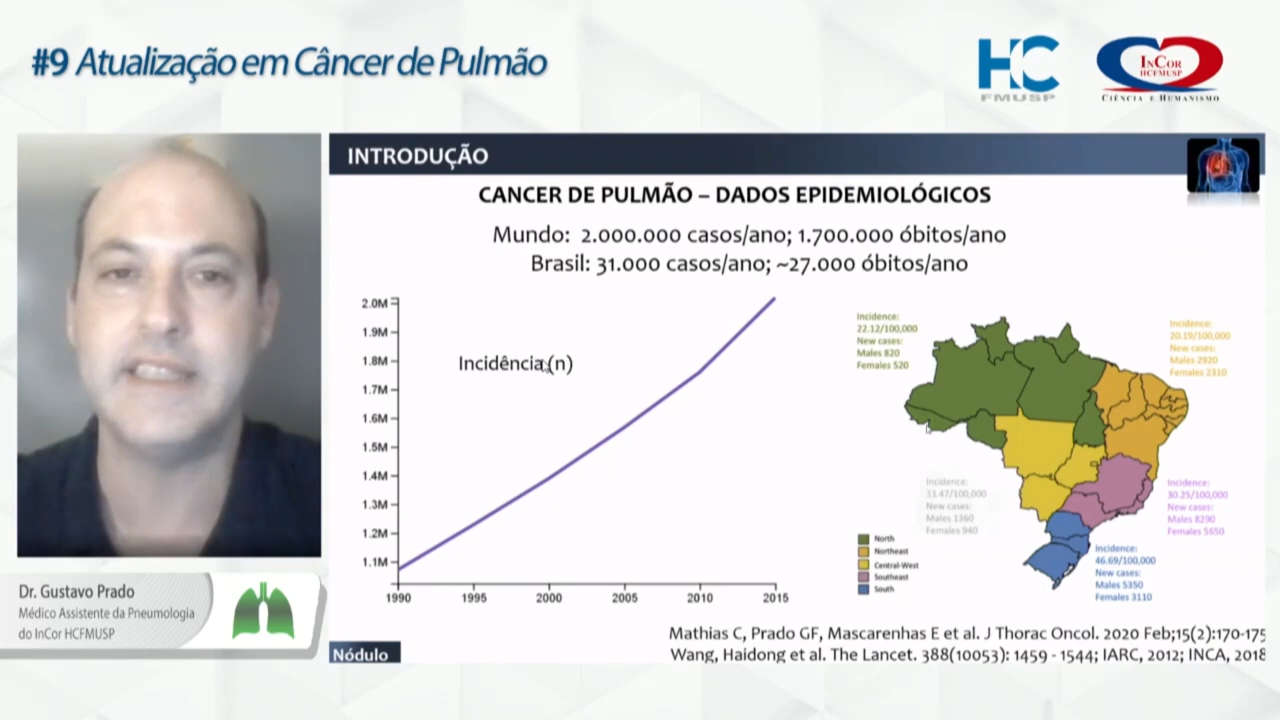 #9 Atualização em Câncer de Pulmão
HC
FMUSP
INCOR
HCFMUSP
CIÊNCIA E HUMANISMO
INTRODUÇÃO
CANCER DE PULMÃO – DADOS EPIDEMIOLÓGICOS
Mundo: 2.000.000 casos/ano; 1.700.000 óbitos/ano
Brasil: 31.000 casos/ano; ~27.000 óbitos/ano
Incidência (n)
2.0M
1.9M
1.8M
1.7M
1.6M
1.5M
1.4M
1.3M
1.2M
1.1M
1990 1995 2000 2005 2010 2015
Incidence:
22.12/100,000
New cases:
Males 820
Females 520
Incidence:
20.19/100,000
New cases:
Males 2920
Females 2310
Incidence:
33.47/100,000
New cases:
Males 1360
Females 940
Incidence:
30.25/100,000
New cases:
Males 8290
Females 5650
Incidence:
46.69/100,000
New cases:
Males 5350
Females 3110
North
Northeast
Central-West
Southeast
South
Mathias C, Prado GF, Mascarenhas E et al. J Thorac Oncol. 2020 Feb;15(2):170-175
Wang, Haidong et al. The Lancet. 388(10053): 1459 - 1544; IARC, 2012; INCA, 2018
Nódulo
Dr. Gustavo Prado
Médico Assistente da Pneumologia
do InCor HCFMUSP